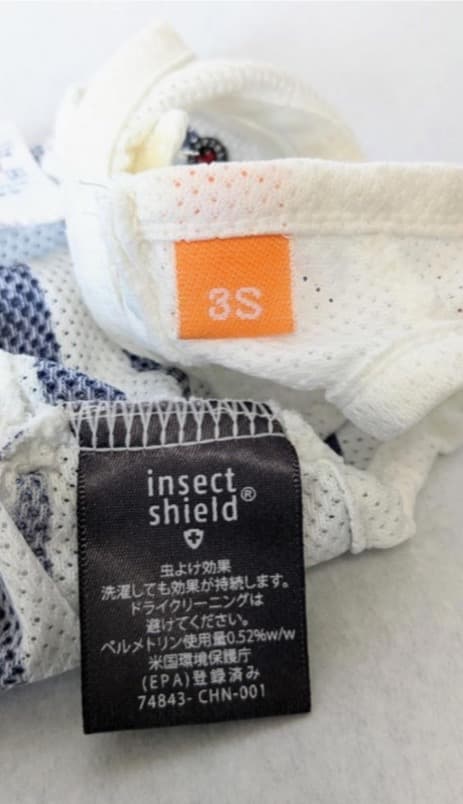 3S
insect
shield®
虫よけ効果
洗濯しても効果が持続します。
ドライクリーニングは
避けてください。
ペルメトリン使用量0.52%w/w
米国環境保護庁
(EPA)登録済み
74843- CHN-001